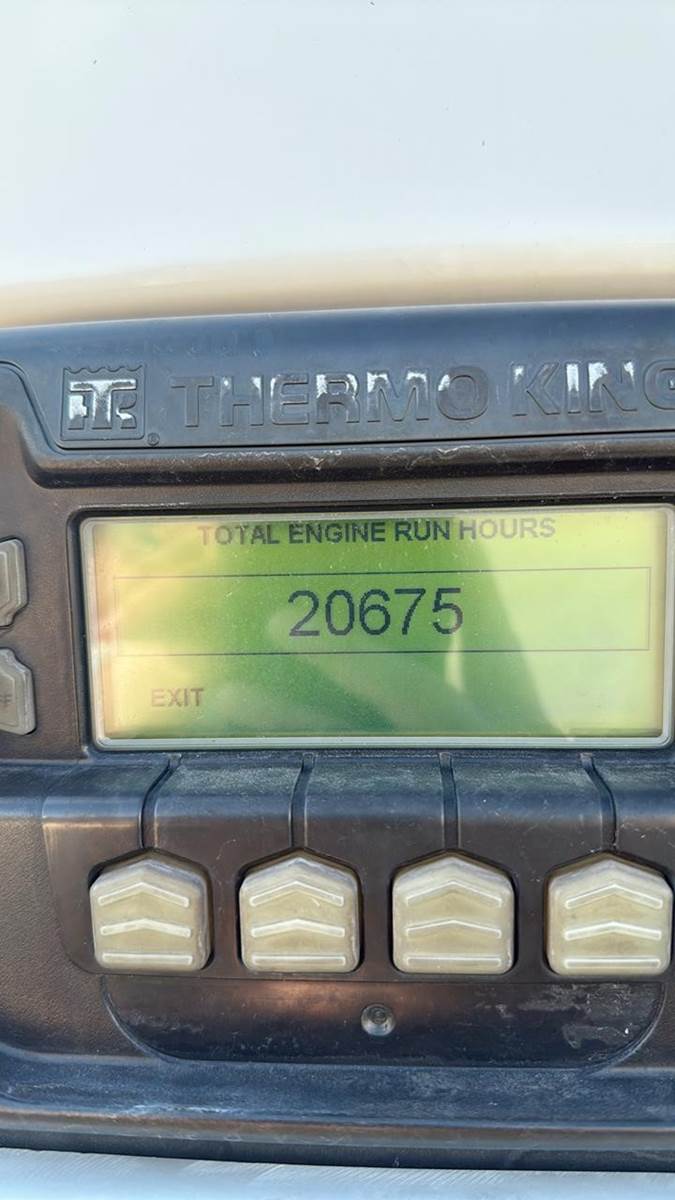 THERMO KING
®
TOTAL ENGINE RUN HOURS
20675
EXIT